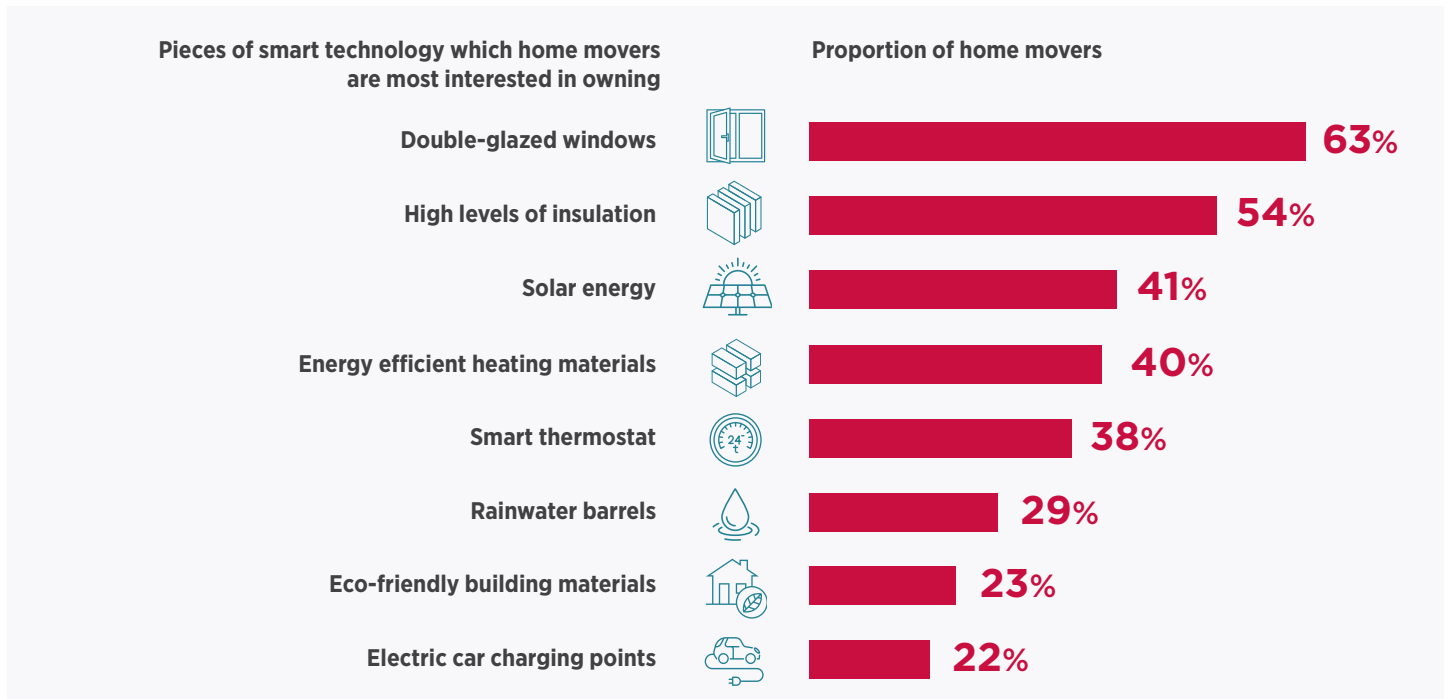 Pieces of smart technology which home movers
are most interested in owning
Proportion of home movers
Double-glazed windows
63%
High levels of insulation
54%
Solar energy
41%
Energy efficient heating materials
40%
Smart thermostat
24°
t
38%
Rainwater barrels
29%
Eco-friendly building materials
23%
Electric car charging points
22%